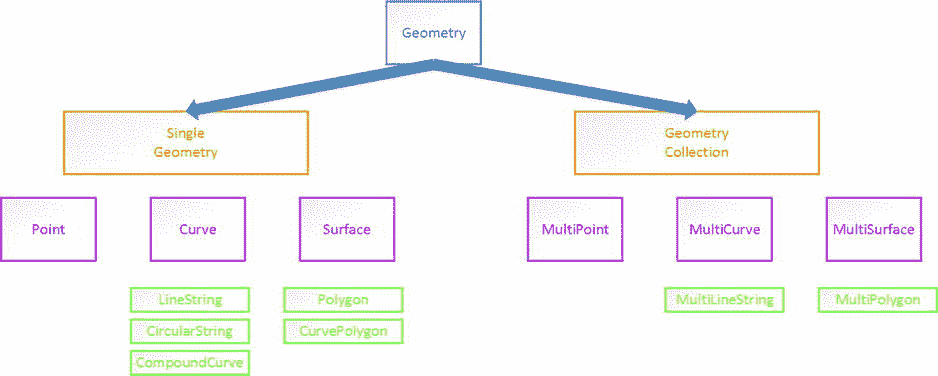 Geometry
Single
Geometry
Geometry
Collection
Point
Curve
Surface
MultiPoint
MultiCurve
MultiSurface
LineString
Polygon
MultiLineString
MultiPolygon
CircularString
CurvePolygon
CompoundCurve